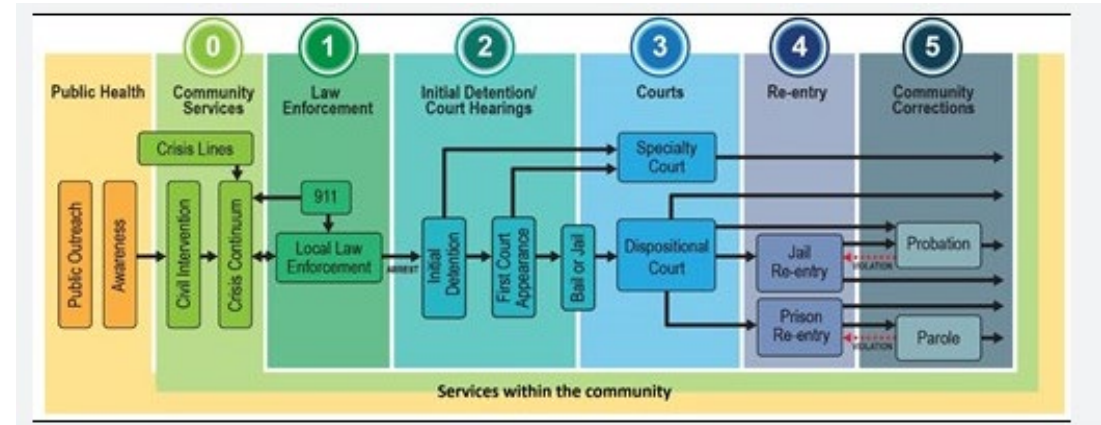 0
1
2
3
4
5
Public Health
Community
Services
Law
Enforcement
Initial Detention/
Court Hearings
Courts
Re-entry
Community
Corrections
Crisis Lines
Public Outreach
Awareness
Civil Intervention
Crisis Continuum
911
Local Law
Enforcement
ARREST
Initial
Detention
First Court
Appearance
Bail or Jail
Specialty
Court
Dispositional
Court
Jail
Re-entry
Prison
Re-entry
VIOLATION
Probation
VIOLATION
Parole
Services within the community